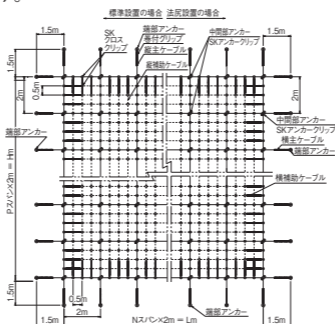 標準設置の場合 法尻設置の場合
1.5m
1.5m
SK
クロス
クリップ
端部アンカー
巻付グリップ
縦主ケーブル
縦補助ケーブル
中間部アンカー
SKアンカークリップ
1.5m
2m
0.5m
2m
中間部アンカー
SKアンカークリップ
横主ケーブル
端部アンカー
端部アンカー
横補助ケーブル
Pスパン×2m = Hm
1.5m
0.5m
1.5m
2m
Nスパン×2m = Lm
端部アンカー
1.5m